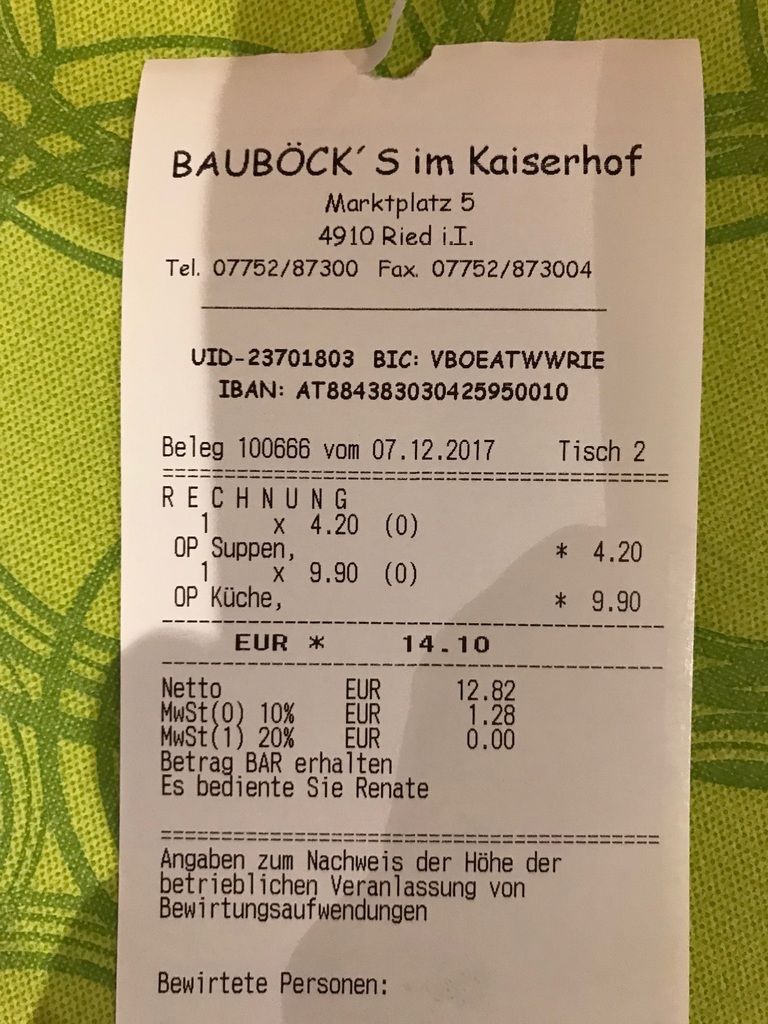 BAUBÖCK´S im Kaiserhof
Marktplatz 5
4910 Ried i.I.
Tel. 07752/87300 Fax. 07752/873004
UID-23701803 BIC: VBOEATWWRIE
IBAN: AT884383030425950010
Beleg 100666 vom 07.12.2017 Tisch 2
==========================================
R E C H N U N G
1 x 4.20 (0)
OP Suppen, * 4.20
1 x 9.90 (0)
OP Küche, * 9.90
------------------------------------------
EUR * 14.10
------------------------------------------
Netto EUR 12.82
MwSt(0) 10% EUR 1.28
MwSt(1) 20% EUR 0.00
Betrag BAR erhalten
Es bediente Sie Renate
==========================================
Angaben zum Nachweis der Höhe der
betrieblichen Veranlassung von
Bewirtungsaufwendungen
Bewirtete Personen: